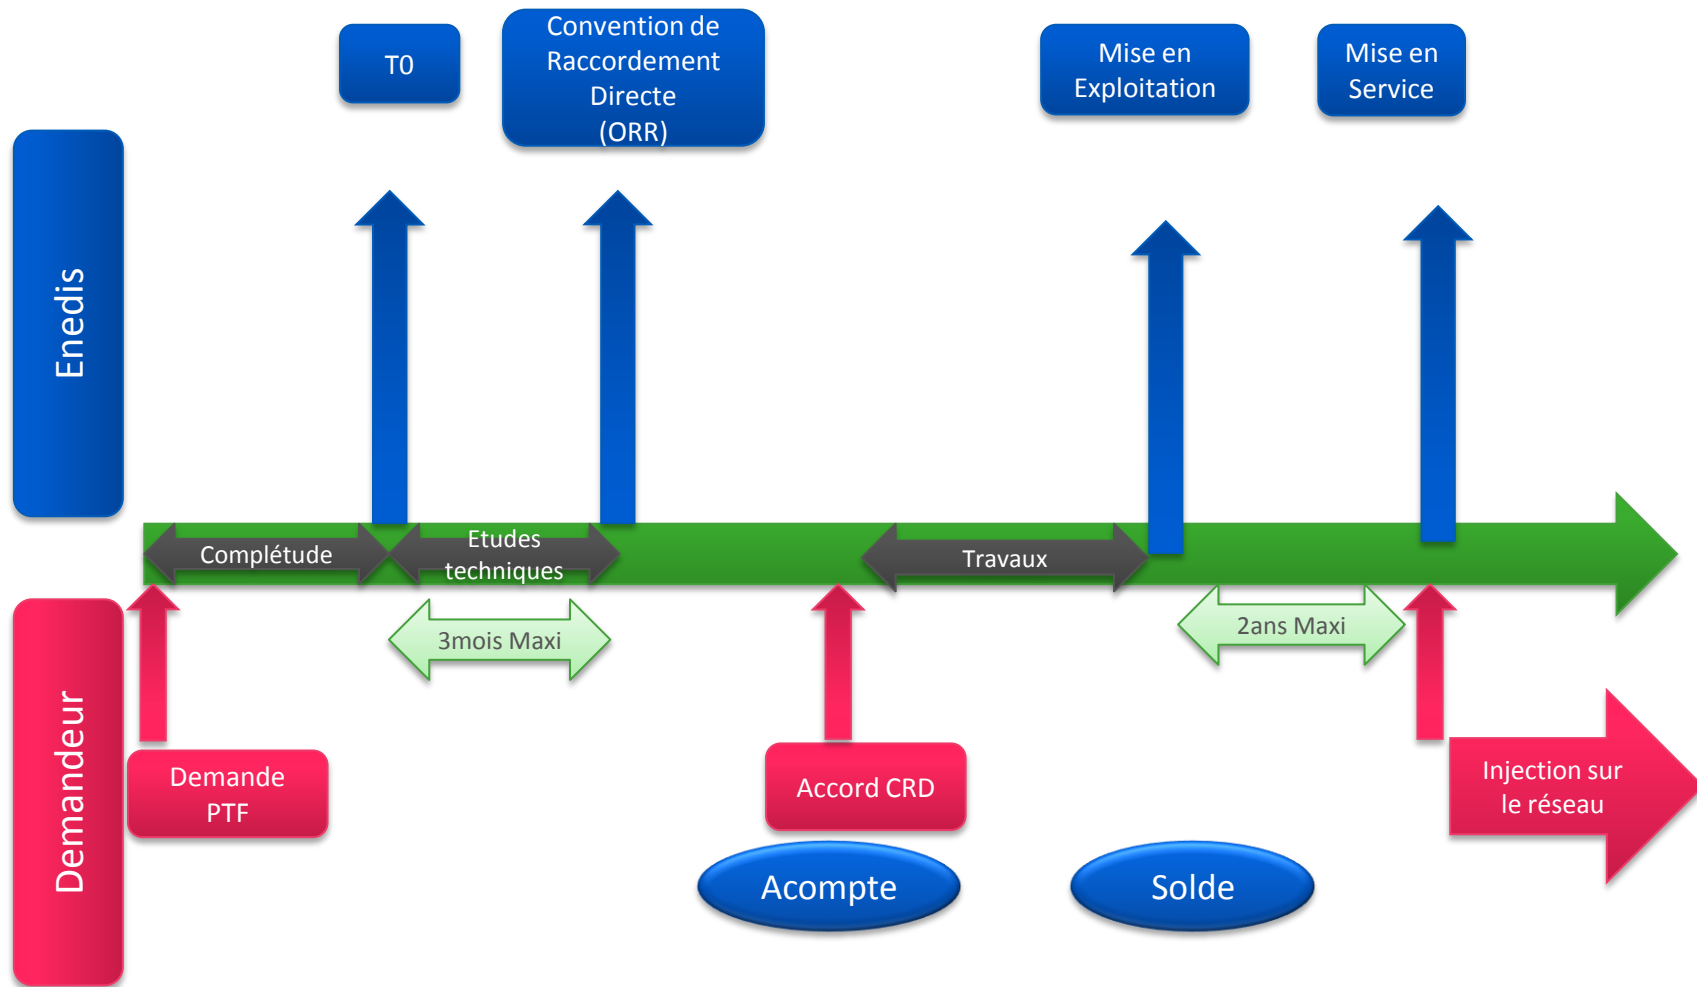 T0
Convention de
Raccordement
Directe
(ORR)
Mise en
Exploitation
Mise en
Service
Enedis
Complétude
Etudes
techniques
Travaux
3mois Maxi
2ans Maxi
Demandeur
Demande
PTF
Accord CRD
Injection sur
le réseau
Acompte
Solde